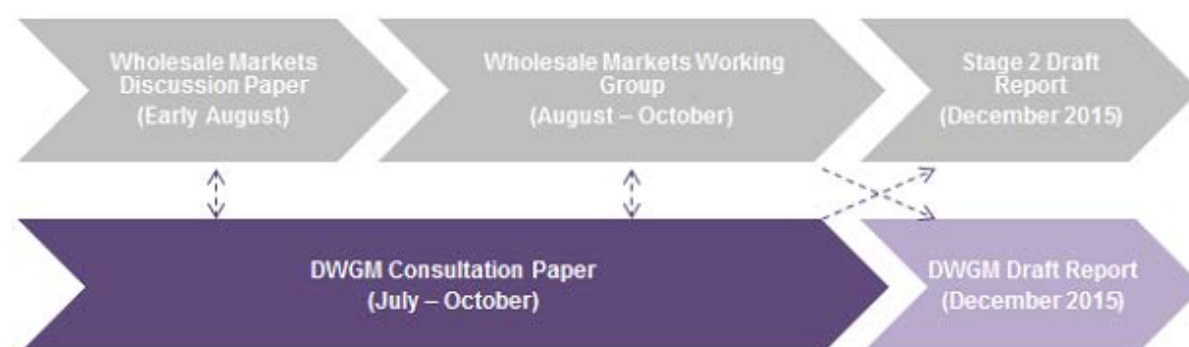 Wholesale Markets
Discussion Paper
(Early August)
Wholesale Markets Working
Group
(August – October)
Stage 2 Draft
Report
(December 2015)
DWGM Consultation Paper
(July – October)
DWGM Draft Report
(December 2015)